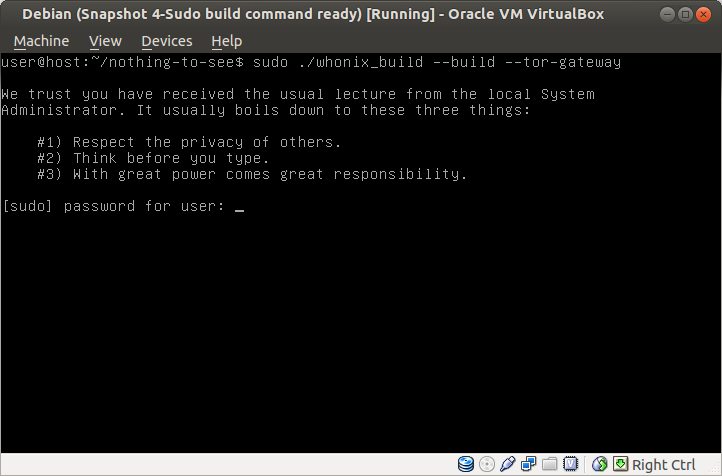 Debian (Snapshot 4-Sudo build command ready) [Running] - Oracle VM VirtualBox
Machine View Devices Help
user@host:~/nothing-to-see$ sudo ./whonix_build --build --tor-gateway
We trust you have received the usual lecture from the local System
Administrator. It usually boils down to these three things:
#1) Respect the privacy of others.
#2) Think before you type.
#3) With great power comes great responsibility.
[sudo] password for user: _
Right Ctrl